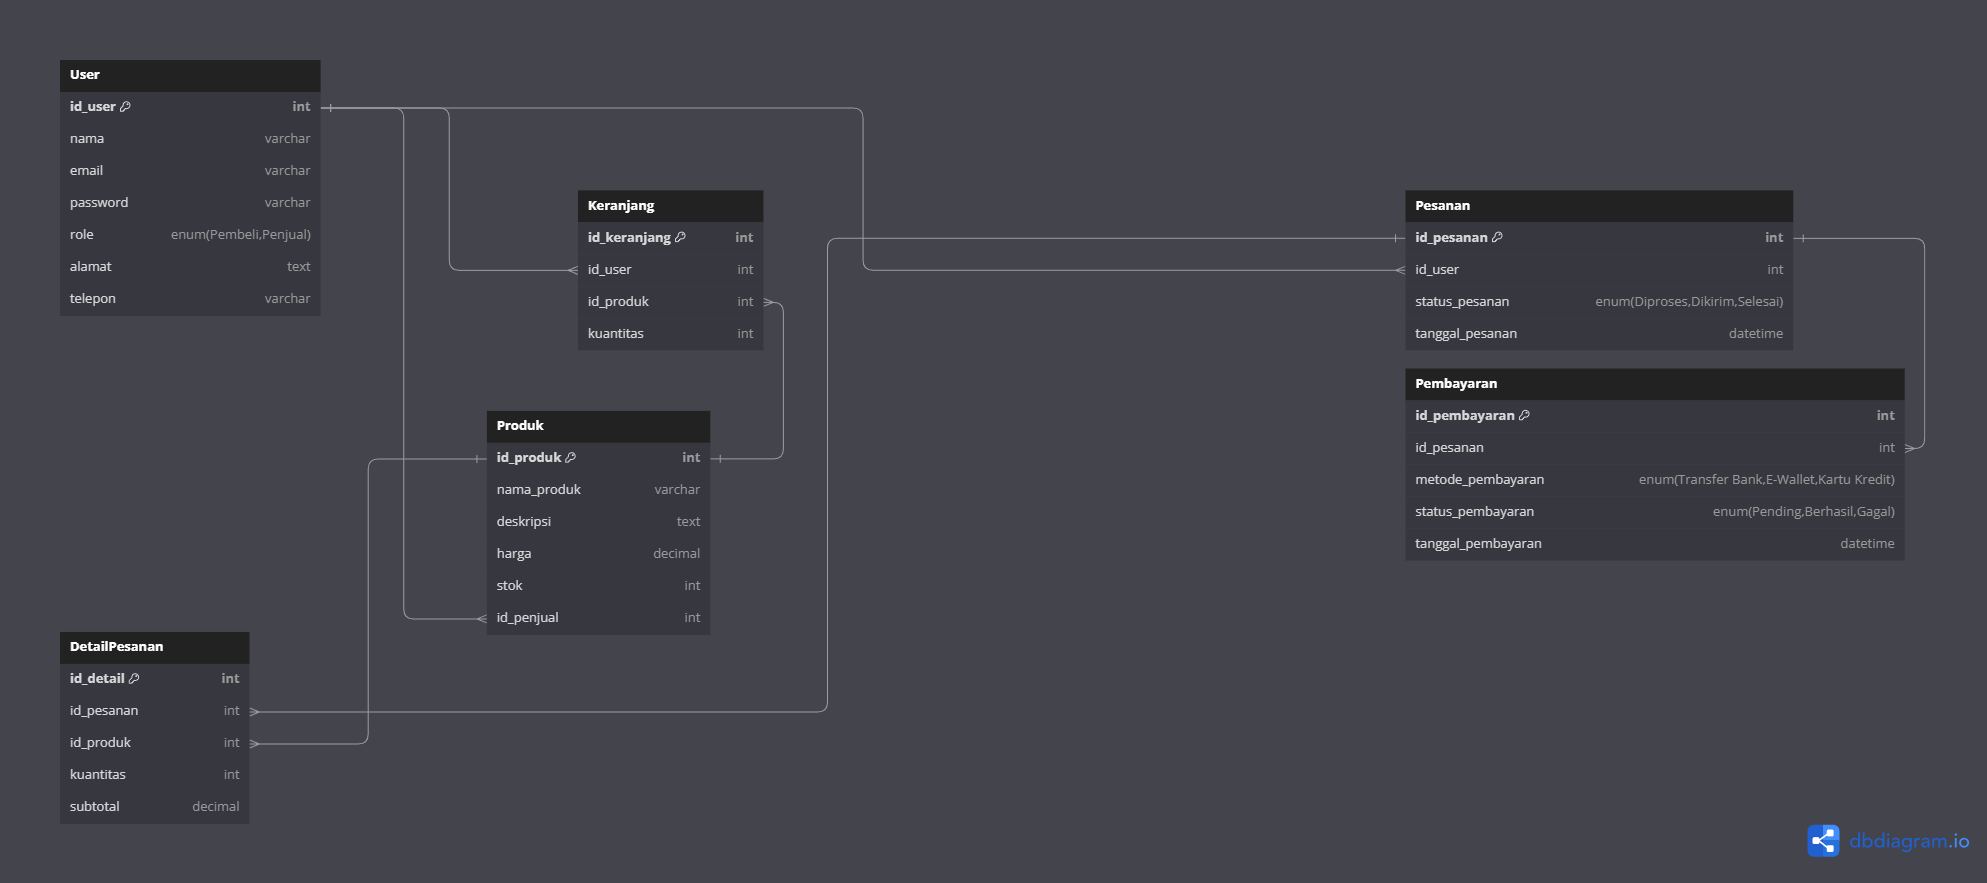 User
id_user int
nama varchar
email varchar
password varchar
role enum(Pembeli,Penjual)
alamat text
telepon varchar
Keranjang
id_keranjang int
id_user int
id_produk int
kuantitas int
Pesanan
id_pesanan int
id_user int
status_pesanan enum(Diproses,Dikirim,Selesai)
tanggal_pesanan datetime
Pembayaran
id_pembayaran int
id_pesanan int
metode_pembayaran enum(Transfer Bank,E-Wallet,Kartu Kredit)
status_pembayaran enum(Pending,Berhasil,Gagal)
tanggal_pembayaran datetime
Produk
id_produk int
nama_produk varchar
deskripsi text
harga decimal
stok int
id_penjual int
DetailPesanan
id_detail int
id_pesanan int
id_produk int
kuantitas int
subtotal decimal
dbdiagram.io